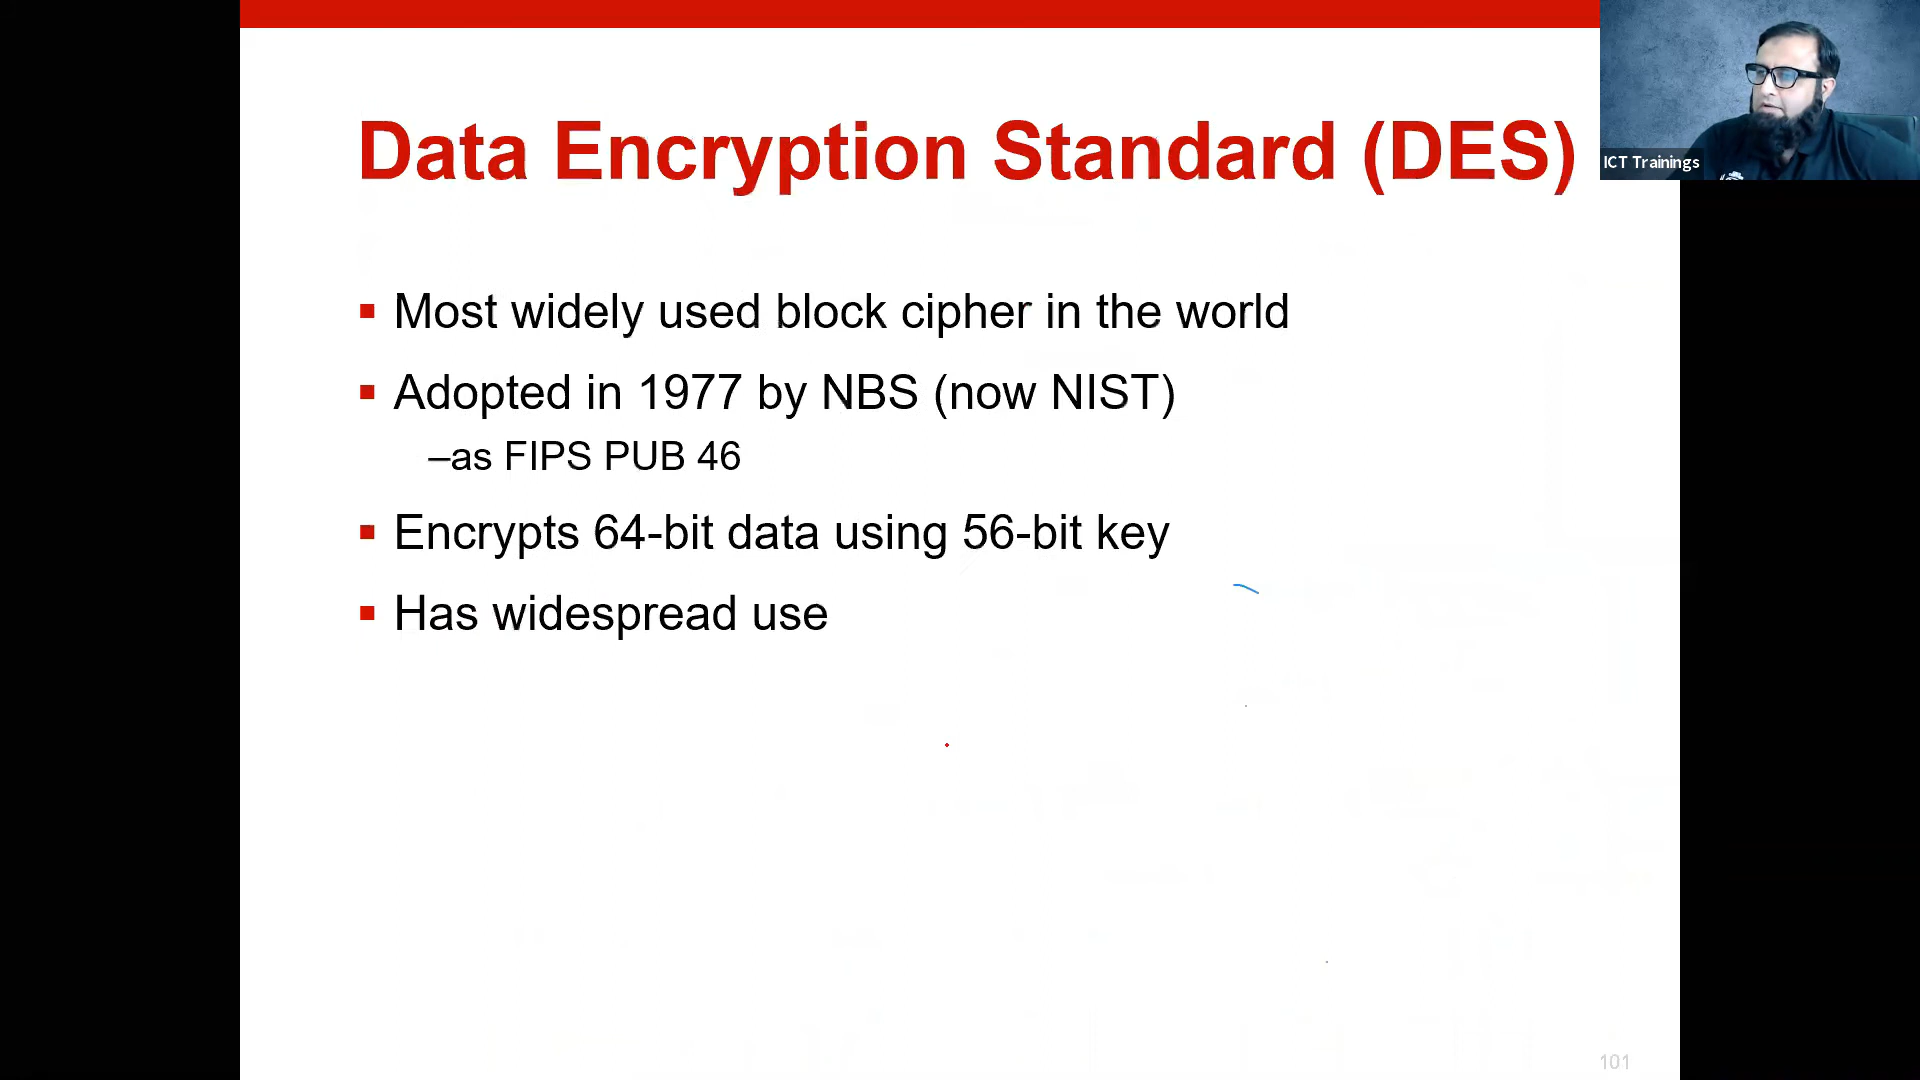 Data Encryption Standard (DES)
ICT Trainings
▪ Most widely used block cipher in the world
▪ Adopted in 1977 by NBS (now NIST)
–as FIPS PUB 46
▪ Encrypts 64-bit data using 56-bit key
▪ Has widespread use
101